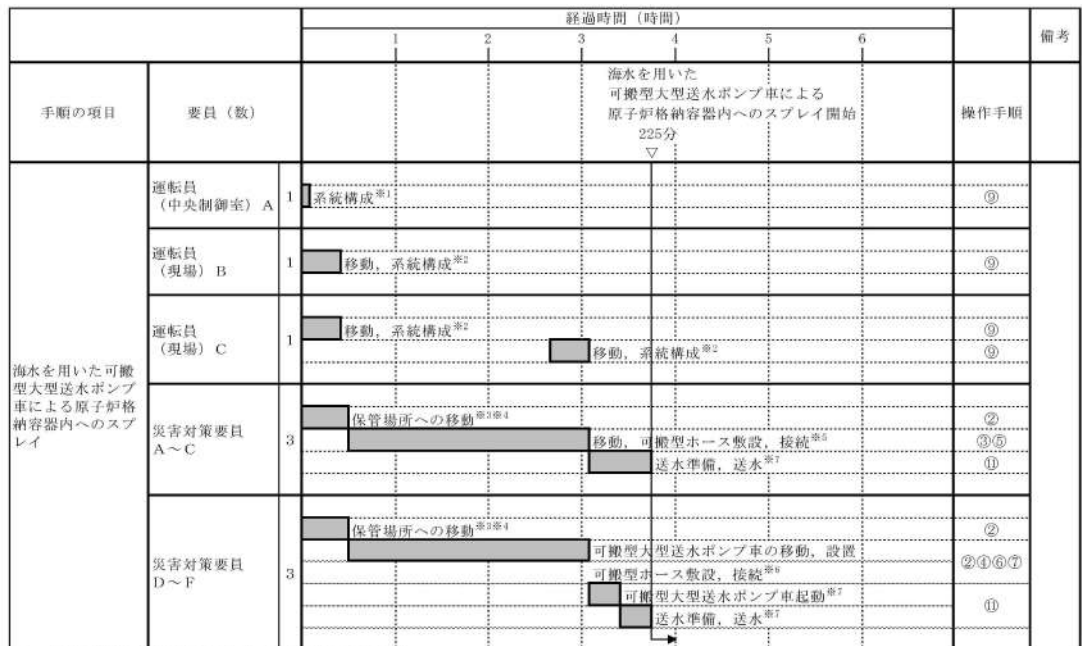 経過時間（時間）
1 2 3 4 5 6
備考
手順の項目
要員（数）
海水を用いた
可搬型大型送水ポンプ車による
原子炉格納容器内へのスプレイ開始
225分
▽
操作手順
海水を用いた可搬
型大型送水ポンプ
車による原子炉格
納容器内へのスプ
レイ
運転員
（中央制御室）A
1
系統構成※1
⑨
運転員
（現場）B
1
移動，系統構成※2
⑨
運転員
（現場）C
1
移動，系統構成※2
⑨
移動，系統構成※2
⑨
災害対策要員
A～C
3
保管場所への移動※3※4
②
移動，可搬型ホース敷設，接続※5
③⑤
送水準備，送水※7
⑪
災害対策要員
D～F
3
保管場所への移動※3※4
②
可搬型大型送水ポンプ車の移動，設置
可搬型ホース敷設，接続※6
②④⑥⑦
可搬型大型送水ポンプ車起動※7
送水準備，送水※7
⑪